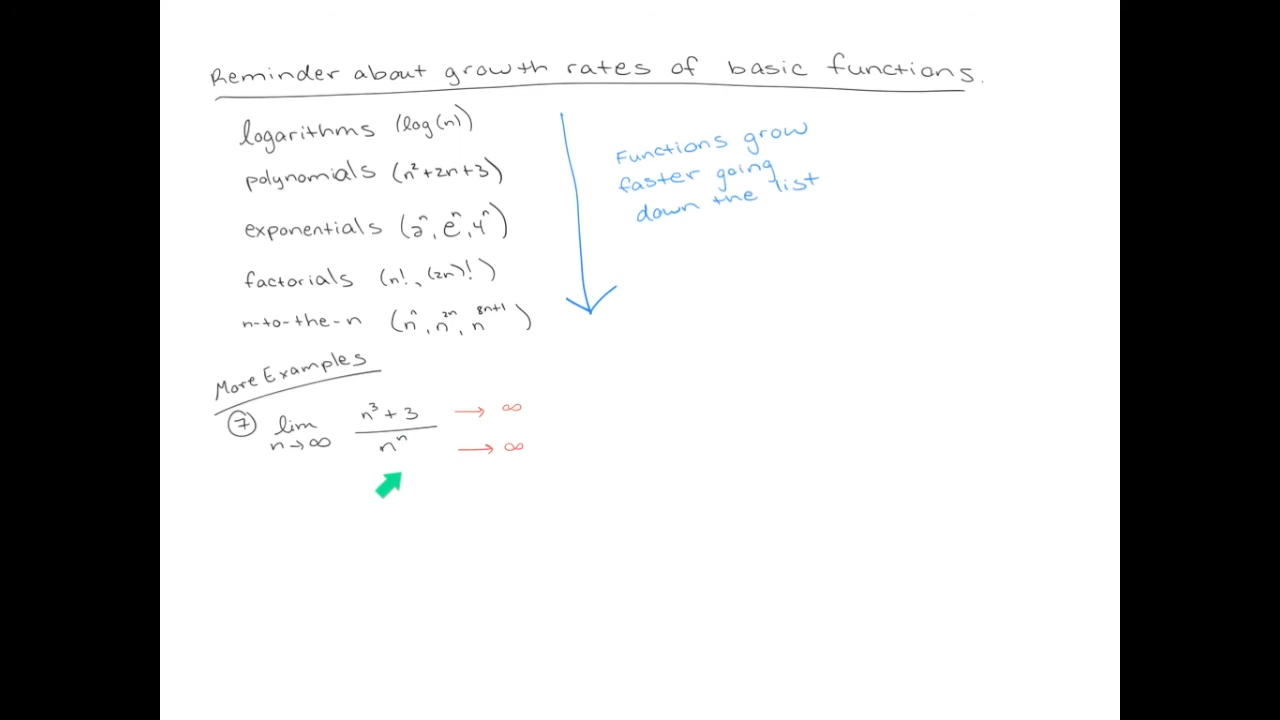 Reminder about growth rates of basic functions.
logarithms (log(n))
polynomials (n²+2n+3)
exponentials (2ⁿ, eⁿ, 4ⁿ)
factorials (n!, (2n)!)
n-to-the-n (nⁿ, n²ⁿ, n⁸ⁿ⁺¹)
Functions grow
faster going
down the list
More Examples
⑦ lim n→∞ (n³+3)/(nⁿ)
→ ∞
→ ∞